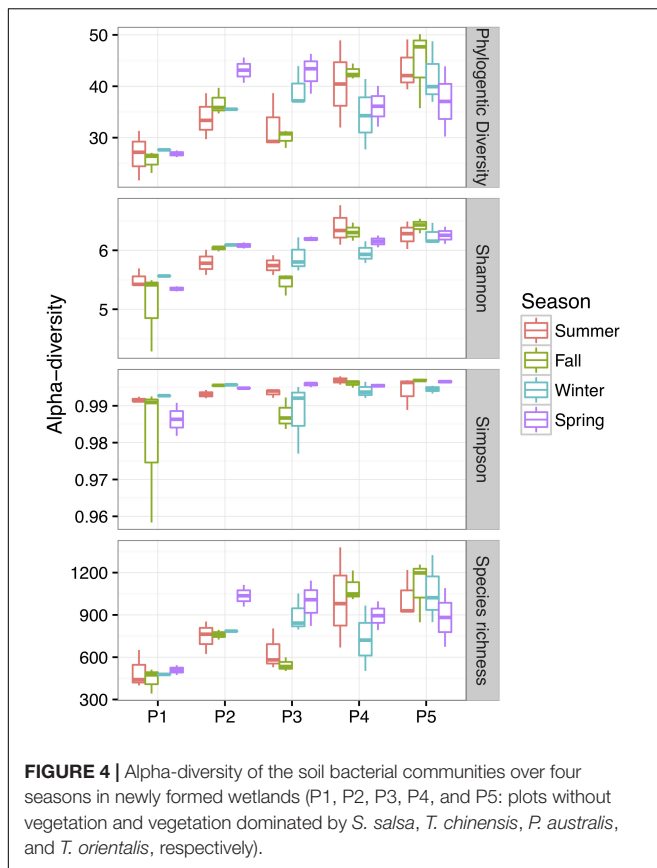 Alpha-diversity
50
40
30
Phylogentic Diversity
6
5
Shannon
0.99
0.98
0.97
0.96
Simpson
1200
900
600
300
Species richness
P1 P2 P3 P4 P5
Season
Summer
Fall
Winter
Spring
FIGURE 4 | Alpha-diversity of the soil bacterial communities over four
seasons in newly formed wetlands (P1, P2, P3, P4, and P5: plots without
vegetation and vegetation dominated by S. salsa, T. chinensis, P. australis,
and T. orientalis, respectively).